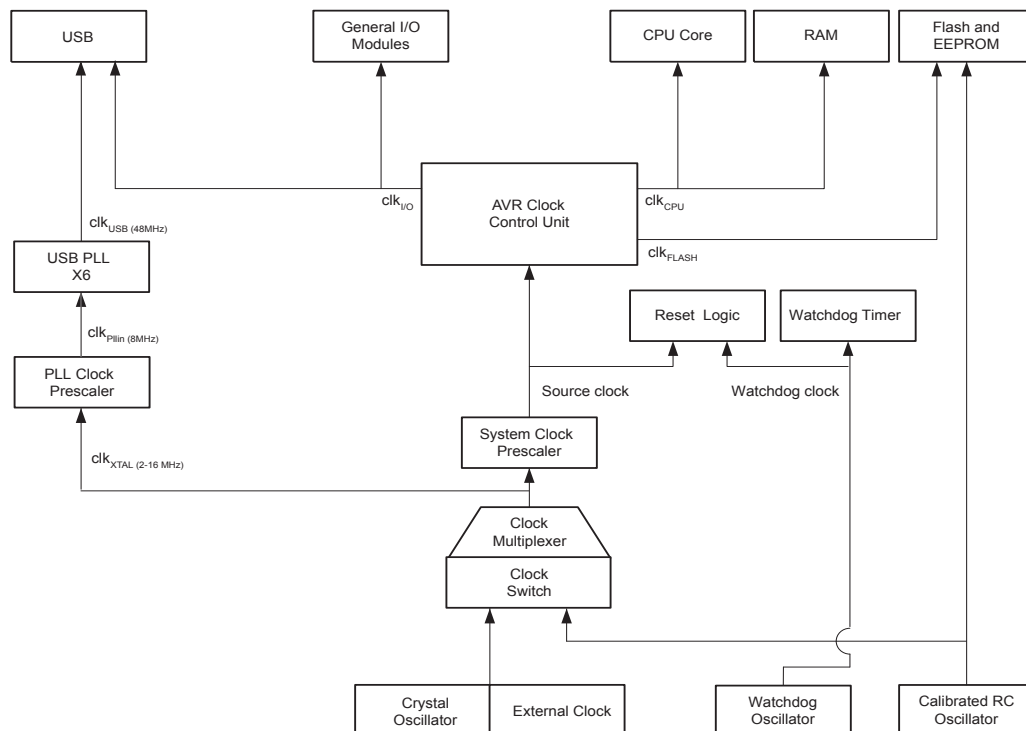 USB
General I/O
Modules
CPU Core
RAM
Flash and
EEPROM
clkI/O
AVR Clock
Control Unit
clkCPU
clkUSB (48MHz)
clkFLASH
USB PLL
X6
clkPllin (8MHz)
Reset Logic
Watchdog Timer
PLL Clock
Prescaler
Source clock
Watchdog clock
System Clock
Prescaler
clkXTAL (2-16 MHz)
Clock
Multiplexer
Clock
Switch
Crystal
Oscillator
External Clock
Watchdog
Oscillator
Calibrated RC
Oscillator